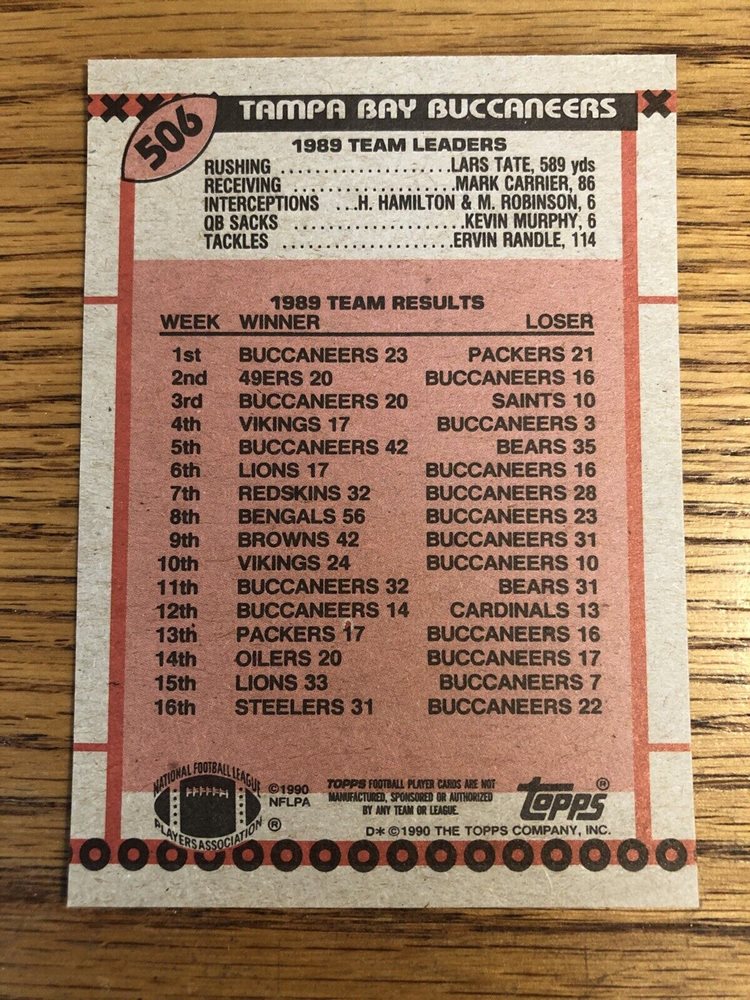 506
TAMPA BAY BUCCANEERS
1989 TEAM LEADERS
RUSHING ...................LARS TATE, 589 yds
RECEIVING ..................MARK CARRIER, 86
INTERCEPTIONS ...H. HAMILTON & M. ROBINSON, 6
QB SACKS ....................KEVIN MURPHY, 6
TACKLES ...................ERVIN RANDLE, 114
1989 TEAM RESULTS
WEEK WINNER LOSER
1st BUCCANEERS 23 PACKERS 21
2nd 49ERS 20 BUCCANEERS 16
3rd BUCCANEERS 20 SAINTS 10
4th VIKINGS 17 BUCCANEERS 3
5th BUCCANEERS 42 BEARS 35
6th LIONS 17 BUCCANEERS 16
7th REDSKINS 32 BUCCANEERS 28
8th BENGALS 56 BUCCANEERS 23
9th BROWNS 42 BUCCANEERS 31
10th VIKINGS 24 BUCCANEERS 10
11th BUCCANEERS 32 BEARS 31
12th BUCCANEERS 14 CARDINALS 13
13th PACKERS 17 BUCCANEERS 16
14th OILERS 20 BUCCANEERS 17
15th LIONS 33 BUCCANEERS 7
16th STEELERS 31 BUCCANEERS 22
NATIONAL FOOTBALL LEAGUE
PLAYERS ASSOCIATION ®
©1990
NFLPA
TOPPS FOOTBALL PLAYER CARDS ARE NOT
MANUFACTURED, SPONSORED OR AUTHORIZED
BY ANY TEAM OR LEAGUE.
TOPPS ®
D* © 1990 THE TOPPS COMPANY, INC.